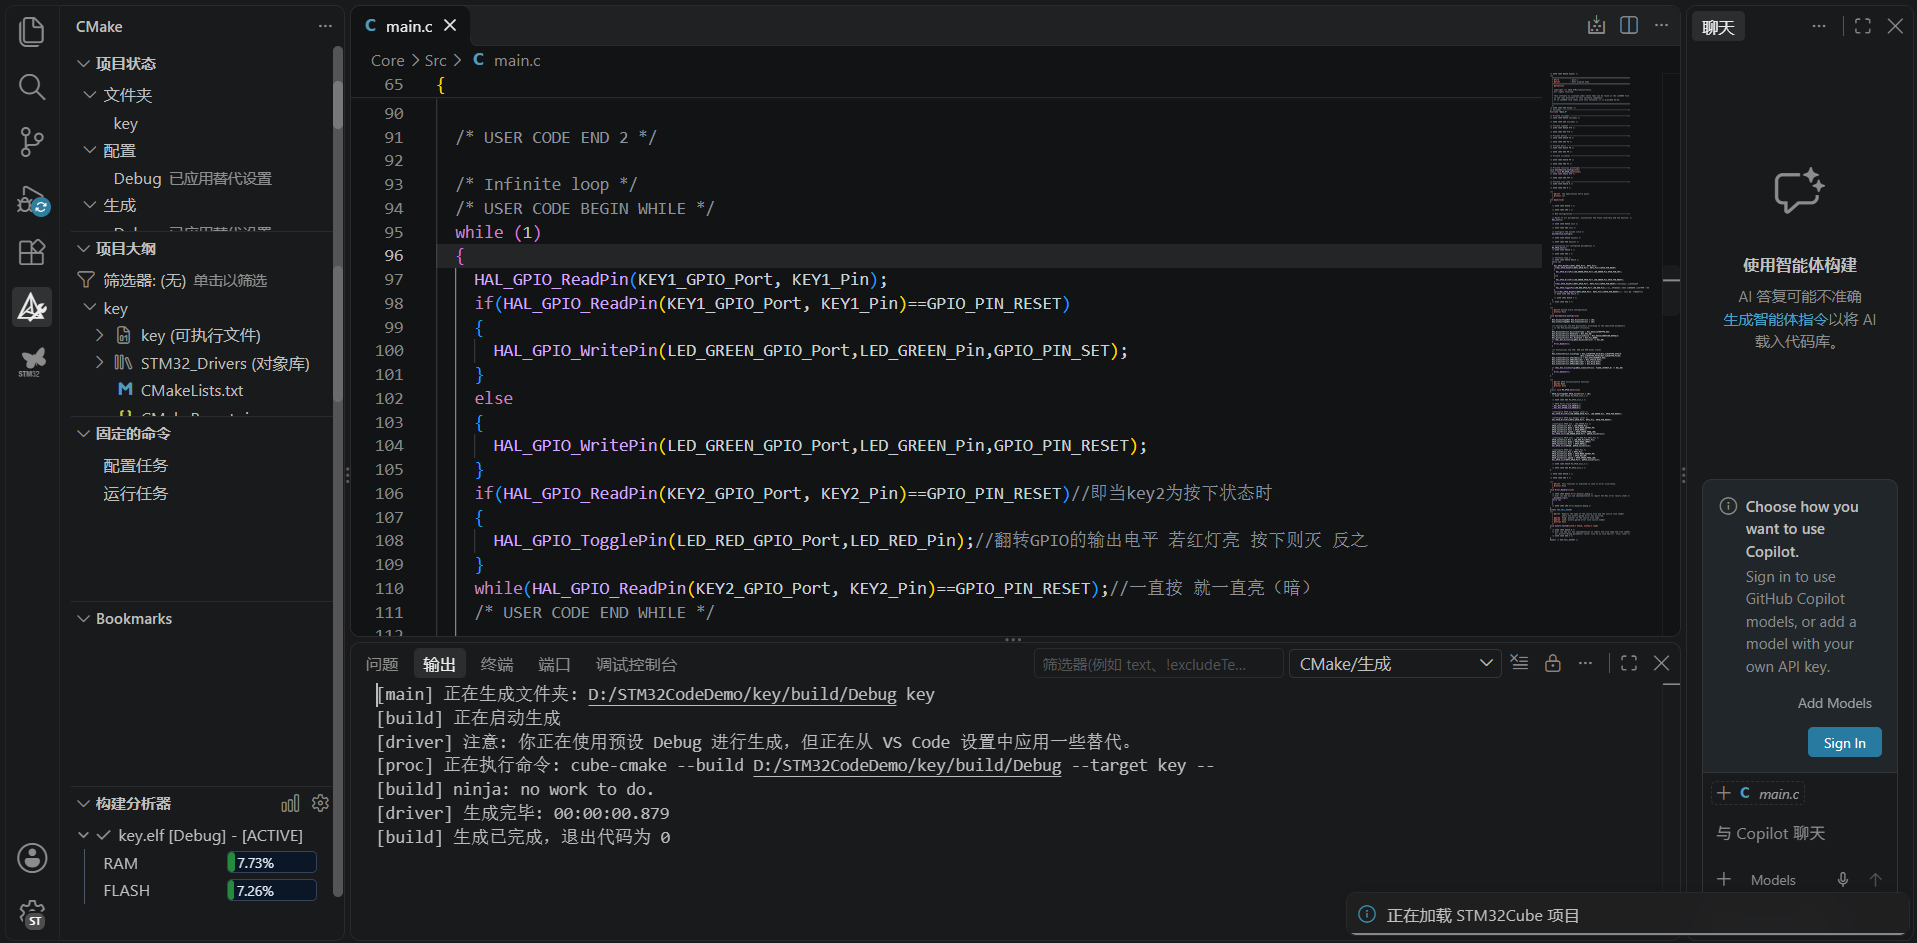 CMake
项目状态
文件夹
key
配置
Debug 已应用替代设置
生成
项目大纲
筛选器: (无) 单击以筛选
key
key (可执行文件)
STM32_Drivers (对象库)
CMakeLists.txt
固定的命令
配置任务
运行任务
Bookmarks
构建分析器
key.elf [Debug] - [ACTIVE]
RAM 7.73%
FLASH 7.26%
STM32
ST
C main.c
Core > Src > C main.c
65 {
90
91 /* USER CODE END 2 */
92
93 /* Infinite loop */
94 /* USER CODE BEGIN WHILE */
95 while (1)
96 {
97 HAL_GPIO_ReadPin(KEY1_GPIO_Port, KEY1_Pin);
98 if(HAL_GPIO_ReadPin(KEY1_GPIO_Port, KEY1_Pin)==GPIO_PIN_RESET)
99 {
100 HAL_GPIO_WritePin(LED_GREEN_GPIO_Port,LED_GREEN_Pin,GPIO_PIN_SET);
101 }
102 else
103 {
104 HAL_GPIO_WritePin(LED_GREEN_GPIO_Port,LED_GREEN_Pin,GPIO_PIN_RESET);
105 }
106 if(HAL_GPIO_ReadPin(KEY2_GPIO_Port, KEY2_Pin)==GPIO_PIN_RESET)//即当key2为按下状态时
107 {
108 HAL_GPIO_TogglePin(LED_RED_GPIO_Port,LED_RED_Pin);//翻转GPIO的输出电平 若红灯亮 按下则灭 反之
109 }
110 while(HAL_GPIO_ReadPin(KEY2_GPIO_Port, KEY2_Pin)==GPIO_PIN_RESET);//一直按 就一直亮（暗）
111 /* USER CODE END WHILE */
112
问题 输出 终端 端口 调试控制台
筛选器(例如 text、!excludeTe...
CMake/生成
[main] 正在生成文件夹: D:/STM32CodeDemo/key/build/Debug key
[build] 正在启动生成
[driver] 注意: 你正在使用预设 Debug 进行生成，但正在从 VS Code 设置中应用一些替代。
[proc] 正在执行命令: cube-cmake --build D:/STM32CodeDemo/key/build/Debug --target key --
[build] ninja: no work to do.
[driver] 生成完毕: 00:00:00.879
[build] 生成已完成，退出代码为 0
聊天
使用智能体构建
AI 答复可能不准确
生成智能体指令以将 AI
载入代码库。
Choose how you
want to use
Copilot.
Sign in to use
GitHub Copilot
models, or add a
model with your
own API key.
Add Models
Sign In
C main.c
与 Copilot 聊天
Models
正在加载 STM32Cube 项目